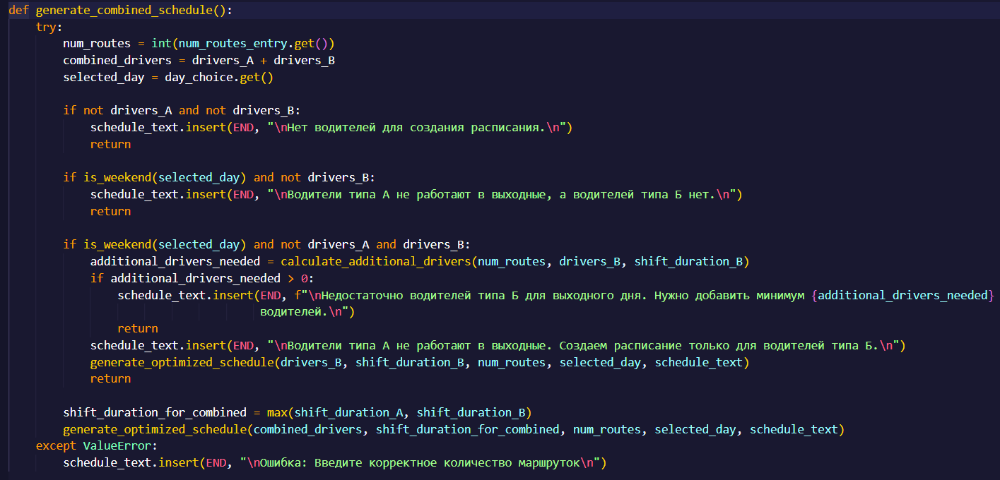 def generate_combined_schedule():
    try:
        num_routes = int(num_routes_entry.get())
        combined_drivers = drivers_A + drivers_B
        selected_day = day_choice.get()

        if not drivers_A and not drivers_B:
            schedule_text.insert(END, "\nНет водителей для создания расписания.\n")
            return

        if is_weekend(selected_day) and not drivers_B:
            schedule_text.insert(END, "\nВодители типа А не работают в выходные, а водителей типа Б нет.\n")
            return

        if is_weekend(selected_day) and not drivers_A and drivers_B:
            additional_drivers_needed = calculate_additional_drivers(num_routes, drivers_B, shift_duration_B)
            if additional_drivers_needed > 0:
                schedule_text.insert(END, f"\nНедостаточно водителей типа Б для выходного дня. Нужно добавить минимум {additional_drivers_needed}
                                     водителей.\n")
                return
            schedule_text.insert(END, "\nВодители типа А не работают в выходные. Создаем расписание только для водителей типа Б.\n")
            generate_optimized_schedule(drivers_B, shift_duration_B, num_routes, selected_day, schedule_text)
            return

        shift_duration_for_combined = max(shift_duration_A, shift_duration_B)
        generate_optimized_schedule(combined_drivers, shift_duration_for_combined, num_routes, selected_day, schedule_text)
    except ValueError:
        schedule_text.insert(END, "\nОшибка: Введите корректное количество маршруток\n")